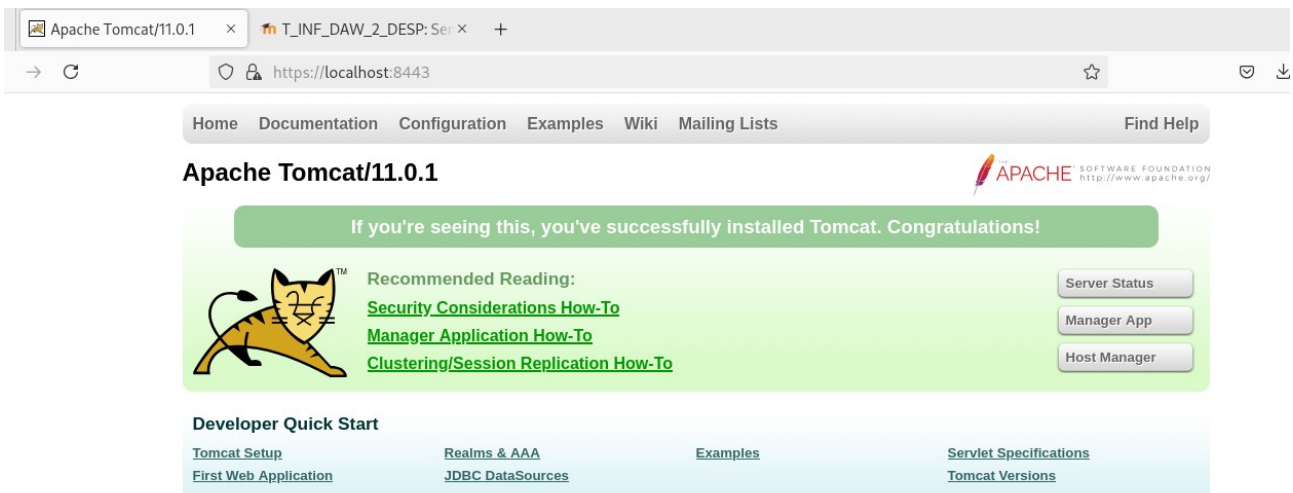 Apache Tomcat/11.0.1 T_INF_DAW_2_DESP: Ser
https://localhost:8443
Home Documentation Configuration Examples Wiki Mailing Lists Find Help
Apache Tomcat/11.0.1
THE APACHE SOFTWARE FOUNDATION
http://www.apache.org/
If you're seeing this, you've successfully installed Tomcat. Congratulations!
TM
Recommended Reading:
Security Considerations How-To
Manager Application How-To
Clustering/Session Replication How-To
Server Status
Manager App
Host Manager
Developer Quick Start
Tomcat Setup Realms & AAA Examples Servlet Specifications
First Web Application JDBC DataSources Tomcat Versions